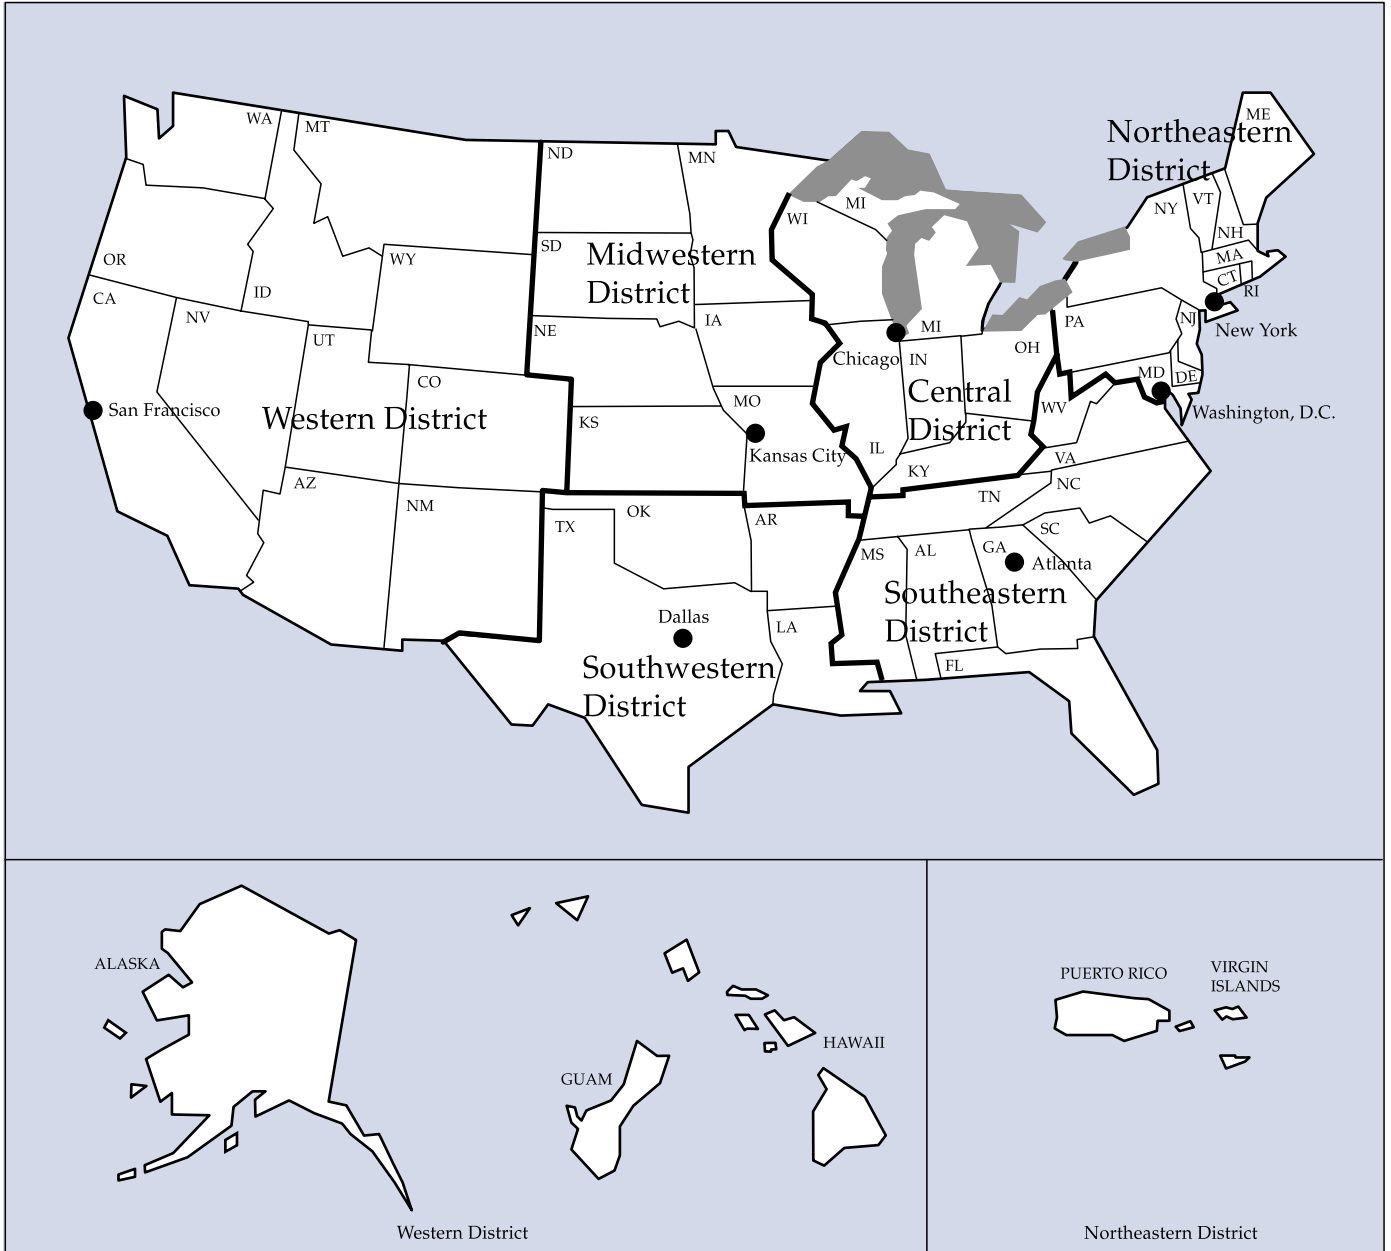 ME
Northeastern
District
WA
MT
ND
MN
MI
VT
NY
WI
NH
SD
Midwestern
District
MA
OR
WY
CT
RI
ID
CA
NV
IA
NJ
PA
NE
MI
New York
UT
OH
Chicago
IN
MD
DE
CO
Central
District
MO
WV
San Francisco
Western District
Washington, D.C.
KS
IL
Kansas City
VA
KY
AZ
NC
TN
NM
OK
TX
AR
SC
MS
AL
GA
Atlanta
Southeastern
District
Dallas
LA
FL
Southwestern
District
ALASKA
PUERTO RICO
VIRGIN
ISLANDS
HAWAII
GUAM
Western District
Northeastern District